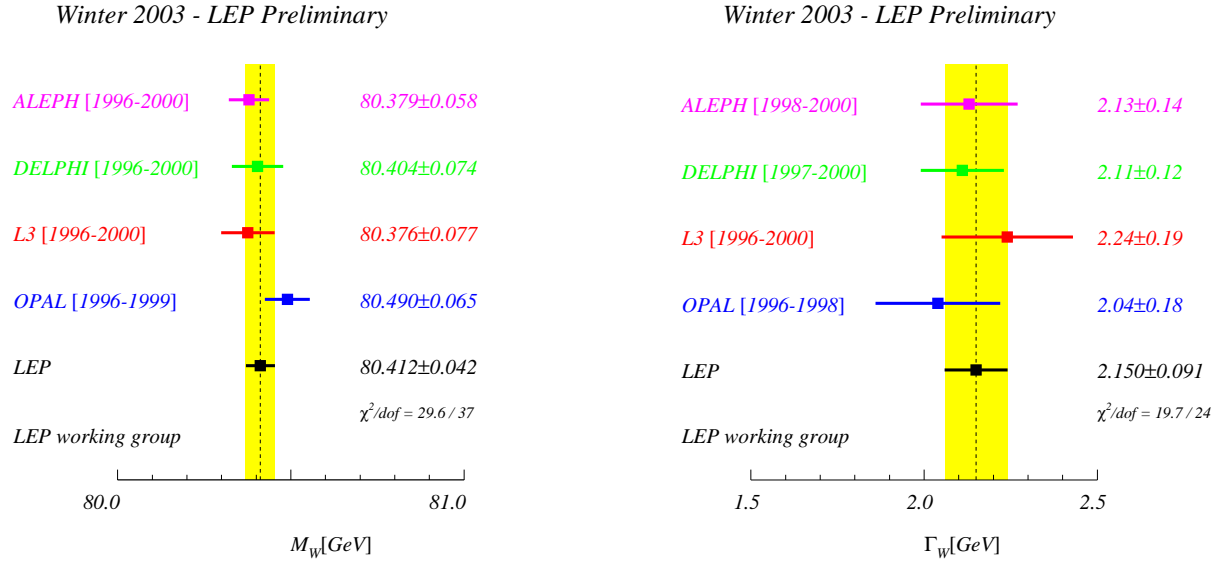 Winter 2003 - LEP Preliminary
ALEPH [1996-2000] 80.379±0.058
DELPHI [1996-2000] 80.404±0.074
L3 [1996-2000] 80.376±0.077
OPAL [1996-1999] 80.490±0.065
LEP 80.412±0.042
χ²/dof = 29.6 / 37
LEP working group
80.0 81.0
M_W[GeV]
Winter 2003 - LEP Preliminary
ALEPH [1998-2000] 2.13±0.14
DELPHI [1997-2000] 2.11±0.12
L3 [1996-2000] 2.24±0.19
OPAL [1996-1998] 2.04±0.18
LEP 2.150±0.091
χ²/dof = 19.7 / 24
LEP working group
1.5 2.0 2.5
Γ_W[GeV]